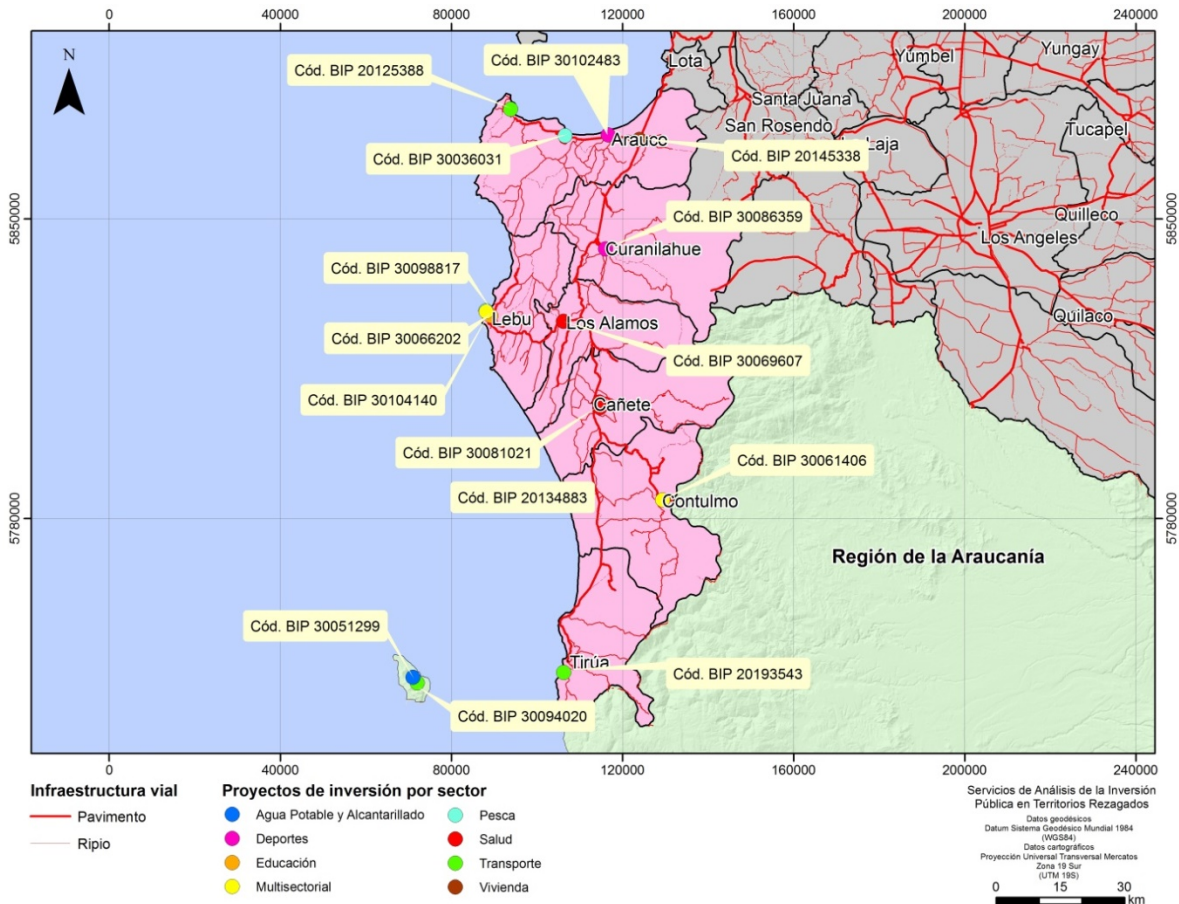 0 40000 80000 120000 160000 200000 240000
N
Cód. BIP 20125388
Cód. BIP 30102483
Lota
Yumbel
Yungay
Santa Juana
San Rosendo
Tucapel
Laja
Cód. BIP 30036031
Arauco
Cód. BIP 20145338
5850000
5850000
Cód. BIP 30086359
Quilleco
Los Angeles
Curanilahue
Cód. BIP 30098817
Lebu
Los Alamos
Quilaco
Cód. BIP 30066202
Cód. BIP 30069607
Cód. BIP 30104140
Cañete
Cód. BIP 30081021
Cód. BIP 30061406
Cód. BIP 20134883
Contulmo
5780000
5780000
Región de la Araucanía
Cód. BIP 30051299
Tirúa
Cód. BIP 20193543
Cód. BIP 30094020
0 40000 80000 120000 160000 200000 240000
Infraestructura vial
Pavimento
Ripio
Proyectos de inversión por sector
Agua Potable y Alcantarillado
Deportes
Educación
Multisectorial
Pesca
Salud
Transporte
Vivienda
Servicios de Análisis de la Inversión
Pública en Territorios Rezagados
Datos geodésicos
Datum Sistema Geodésico Mundial 1984
(WGS84)
Datos cartográficos
Proyección Universal Transversal Mercatos
Zona 19 Sur
(UTM 19S)
0 15 30
km